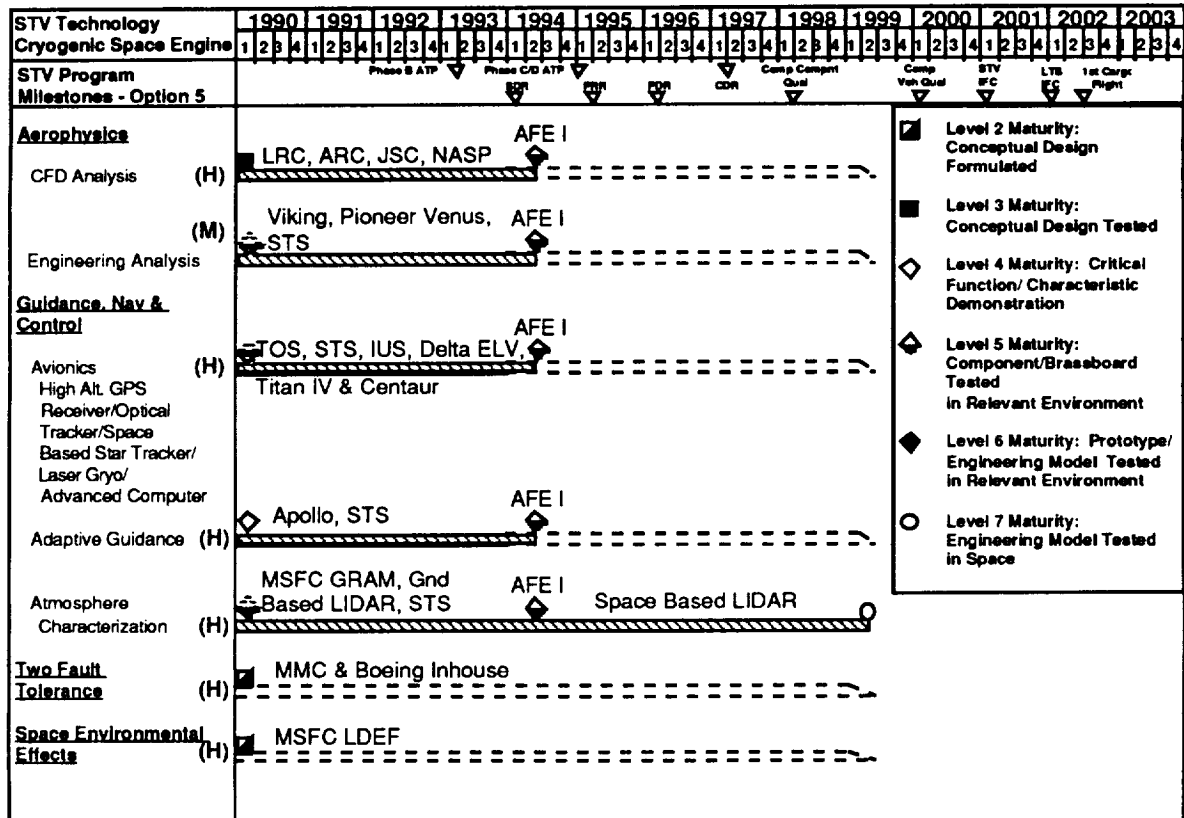 STV Technology
Cryogenic Space Engine
1990 1991 1992 1993 1994 1995 1996 1997 1998 1999 2000 2001 2002 2003
1 2 3 4 1 2 3 4 1 2 3 4 1 2 3 4 1 2 3 4 1 2 3 4 1 2 3 4 1 2 3 4 1 2 3 4 1 2 3 4 1 2 3 4 1 2 3 4 1 2 3 4 1 2 3 4
STV Program
Milestones - Option 5
Phase B ATP
Phase C/D ATP
SDR
PRR
PDR
CDR
Comp Compnt
Qual
Comp
Veh Qual
STV
IFC
LTS
IFC
1st Cargo
Flight
Aerophysics
CFD Analysis (H)
LRC, ARC, JSC, NASP
AFE I
(M)
Engineering Analysis
Viking, Pioneer Venus,
STS
AFE I
Guidance, Nav &
Control
Avionics (H)
High Alt. GPS
Receiver/Optical
Tracker/Space
Based Star Tracker/
Laser Gryo/
Advanced Computer
TOS, STS, IUS, Delta ELV,
Titan IV & Centaur
AFE I
Adaptive Guidance (H)
Apollo, STS
AFE I
Atmosphere
Characterization (H)
MSFC GRAM, Gnd
Based LIDAR, STS
AFE I
Space Based LIDAR
Two Fault
Tolerance (H)
MMC & Boeing Inhouse
Space Environmental
Effects (H)
MSFC LDEF
Level 2 Maturity:
Conceptual Design
Formulated
Level 3 Maturity:
Conceptual Design Tested
Level 4 Maturity: Critical
Function/ Characteristic
Demonstration
Level 5 Maturity:
Component/Brassboard
Tested
in Relevant Environment
Level 6 Maturity: Prototype/
Engineering Model Tested
in Relevant Environment
Level 7 Maturity:
Engineering Model Tested
in Space